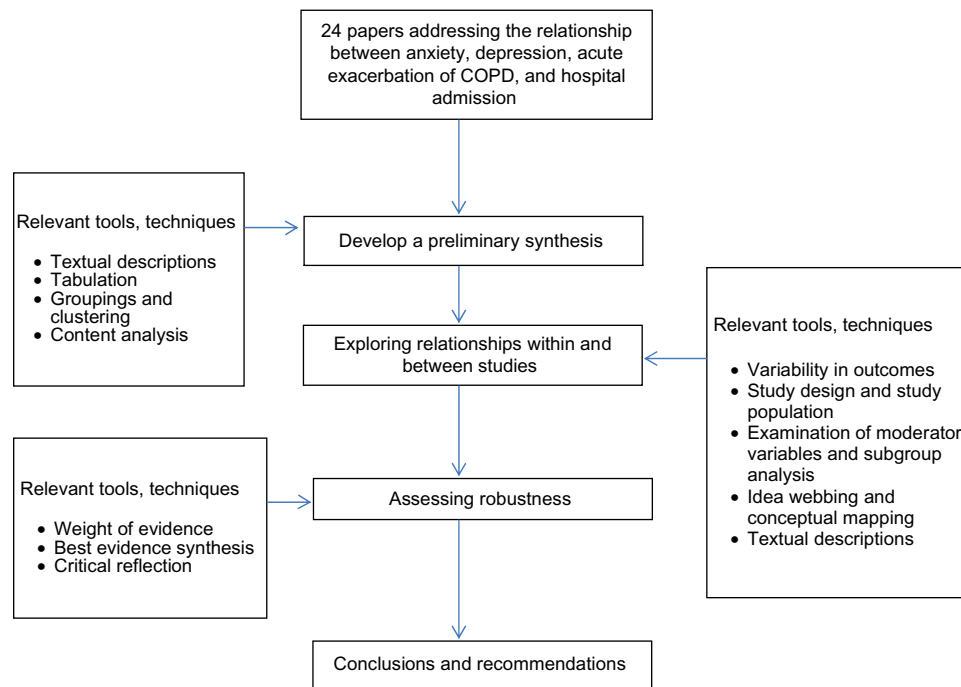 24 papers addressing the relationship
between anxiety, depression, acute
exacerbation of COPD, and hospital
admission
Relevant tools, techniques
• Textual descriptions
• Tabulation
• Groupings and
clustering
• Content analysis
Develop a preliminary synthesis
Exploring relationships within and
between studies
Relevant tools, techniques
• Variability in outcomes
• Study design and study
population
• Examination of moderator
variables and subgroup
analysis
• Idea webbing and
conceptual mapping
• Textual descriptions
Relevant tools, techniques
• Weight of evidence
• Best evidence synthesis
• Critical reflection
Assessing robustness
Conclusions and recommendations